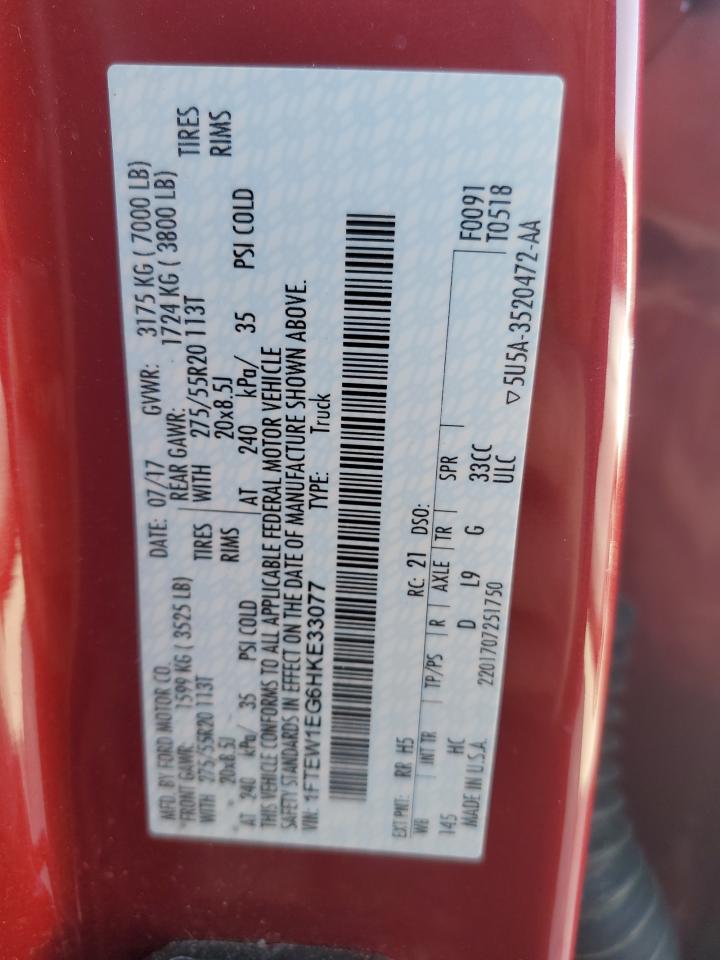 MFD. BY FORD MOTOR CO. DATE: 07/17 GVWR: 3175 KG ( 7000 LB)
FRONT GAWR: 1599 KG ( 3525 LB) REAR GAWR: 1724 KG ( 3800 LB)
WITH 275/55R20 113T TIRES WITH 275/55R20 113T TIRES
20x8.5J RIMS 20x8.5J RIMS
AT 240 kPa/ 35 PSI COLD AT 240 kPa/ 35 PSI COLD
THIS VEHICLE CONFORMS TO ALL APPLICABLE FEDERAL MOTOR VEHICLE
SAFETY STANDARDS IN EFFECT ON THE DATE OF MANUFACTURE SHOWN ABOVE.
VIN: 1FTEW1EG6HKE33077 TYPE: Truck
EXT PNT: RR H5 RC: 21 DSO: F0091
WB INT TR TP/PS R AXLE TR SPR T0518
145 HC D L9 G 33CC
MADE IN U.S.A. 2201707251750 ULC
▽5U5A-3520472-AA